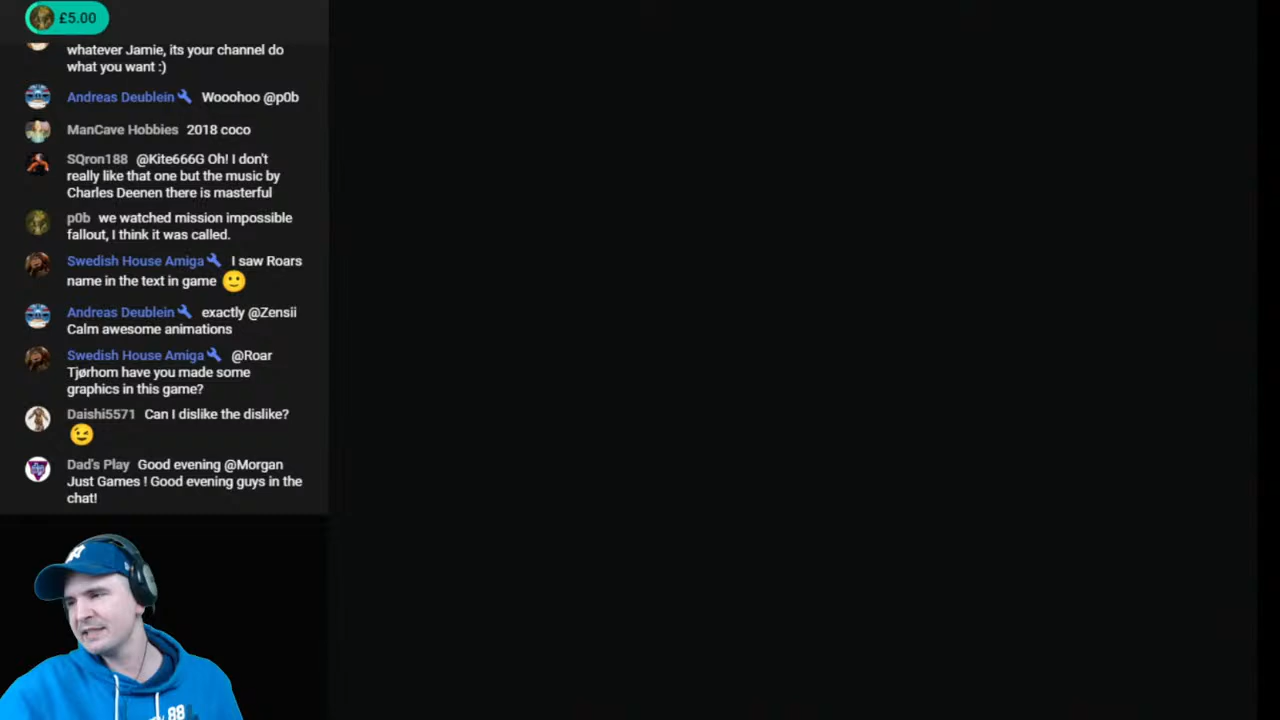 £5.00
whatever Jamie, its your channel do
what you want :)
Andreas Deublein Wooohoo @p0b
ManCave Hobbies 2018 coco
SQron188 @Kite666G Oh! I don't
really like that one but the music by
Charles Deenen there is masterful
p0b we watched mission impossible
fallout, I think it was called.
Swedish House Amiga I saw Roars
name in the text in game
Andreas Deublein exactly @Zensii
Calm awesome animations
Swedish House Amiga @Roar
Tjørhom have you made some
graphics in this game?
Daishi5571 Can I dislike the dislike?
Dad's Play Good evening @Morgan
Just Games ! Good evening guys in the
chat!
88